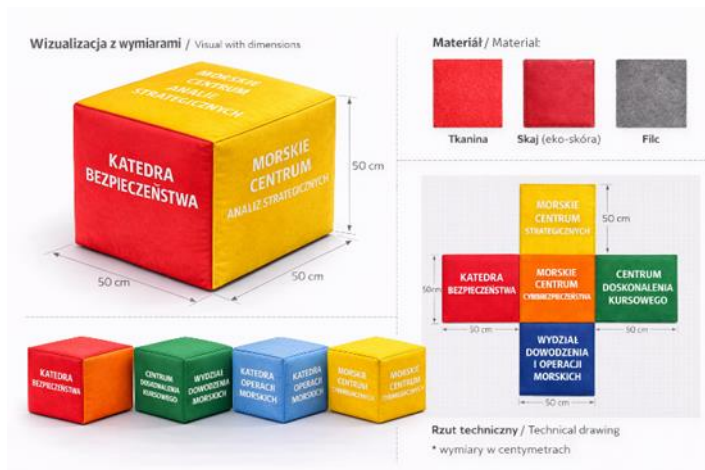 Wizualizacja z wymiarami / Visual with dimensions
MORSKIE
CENTRUM
ANALII
STRATEGICZNYCH
KATEDRA
BEZPIECZEŃSTWA
MORSKIE
CENTRUM
ANALIZ STRATEGICZNYCH
50 cm
50 cm
50 cm
Materiál / Material:
Tkanina
Skaj (eko-skóra)
Filc
MORSKIE
CENTRUM
STRATEGICZNYCH
50 cm
KATEDRA
BEZPIECZEŃSTWA
MORSKIE
CENTRUM
CENTRUM
DOSKONALENIA
KURSOWEGO
50cm
50 cm
50 cm
WYDZIAŁ
DOWODZENIA
I OPERACJI
MORSKICH
50 cm
KATEDRA
BEZPIECZEŃSTWA
CENTRUM
DOSKONALENIA
KURSOWEGO
WYDZIAŁ
DOWODZENIA
MORSKICH
KATEDRA
OPERACJI
MORSKICH
KATEDRA
OPERACJI
MORSKICH
MORSKIE
CENTRUM
MORSKIE
CENTRUM
Rzut techniczny / Technical drawing
* wymiary w centymetrach